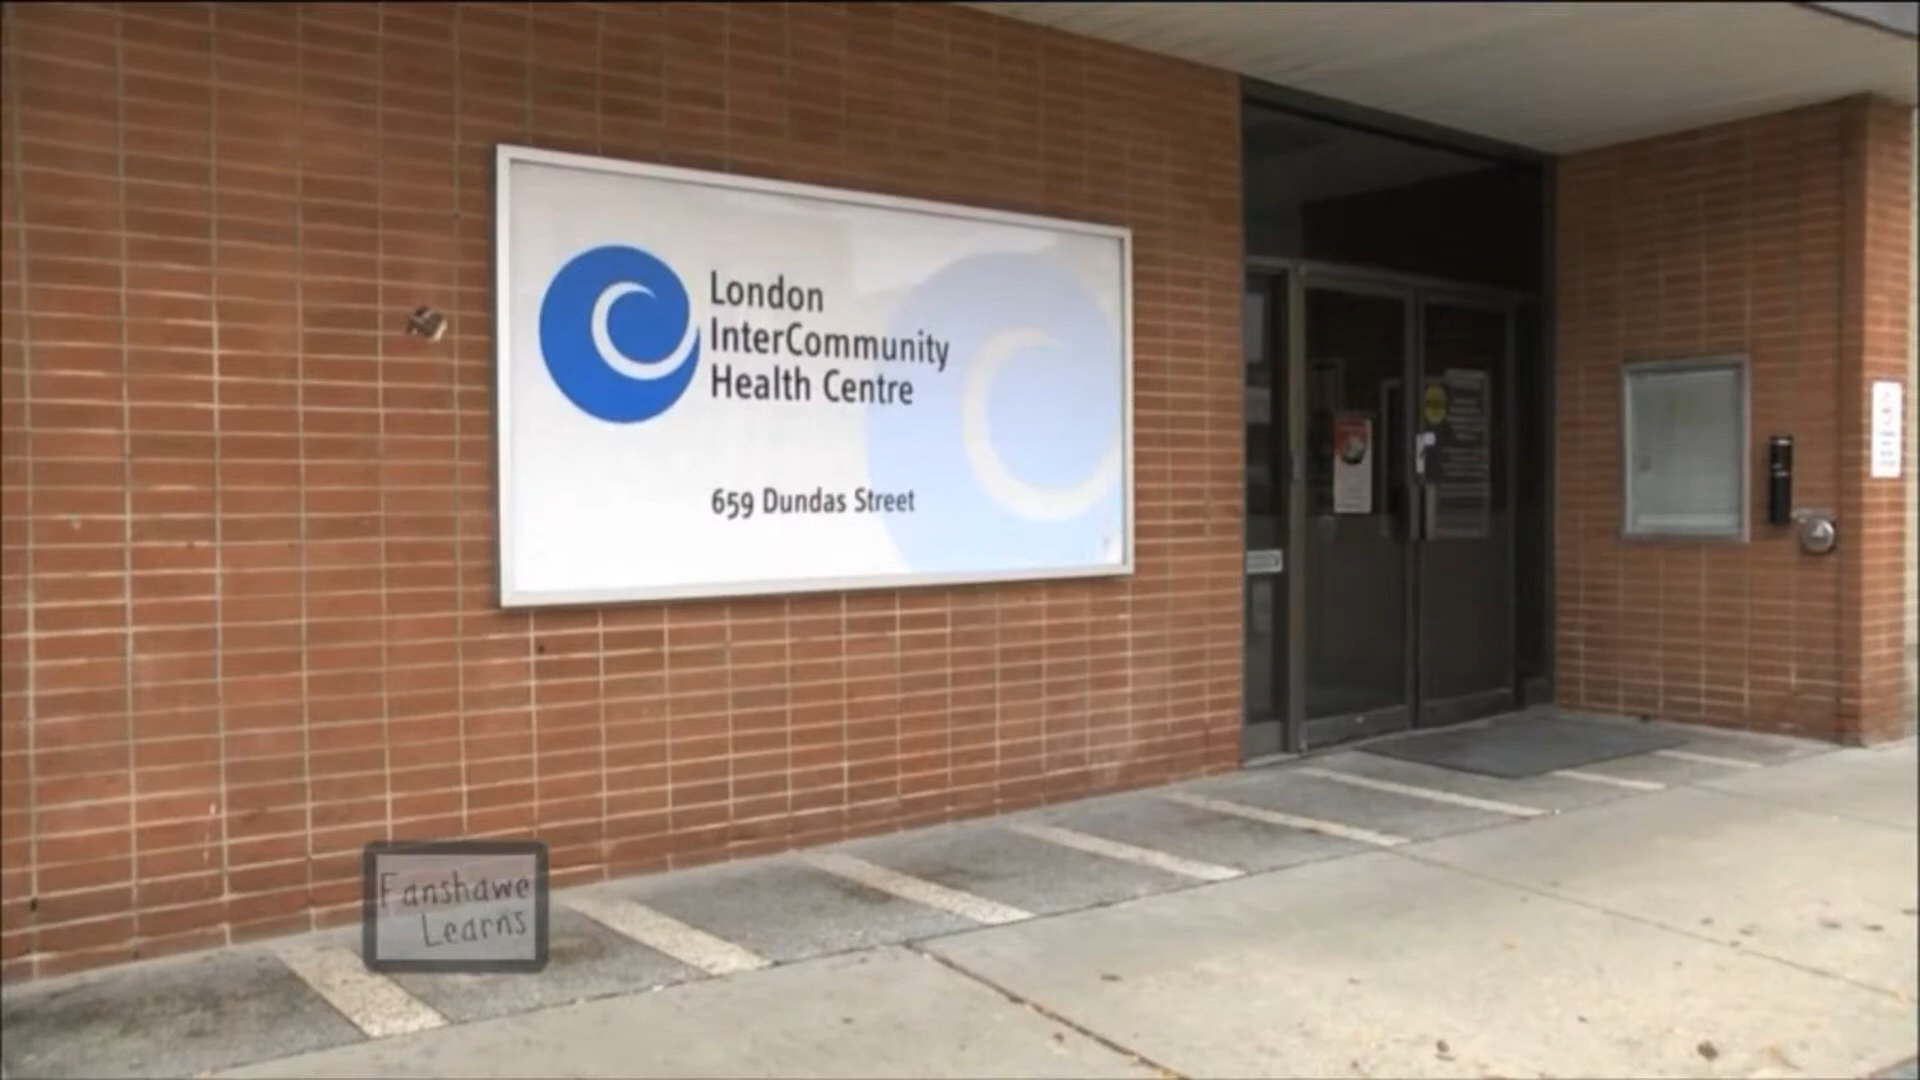 London
InterCommunity
Health Centre
659 Dundas Street
Fanshawe
Learns